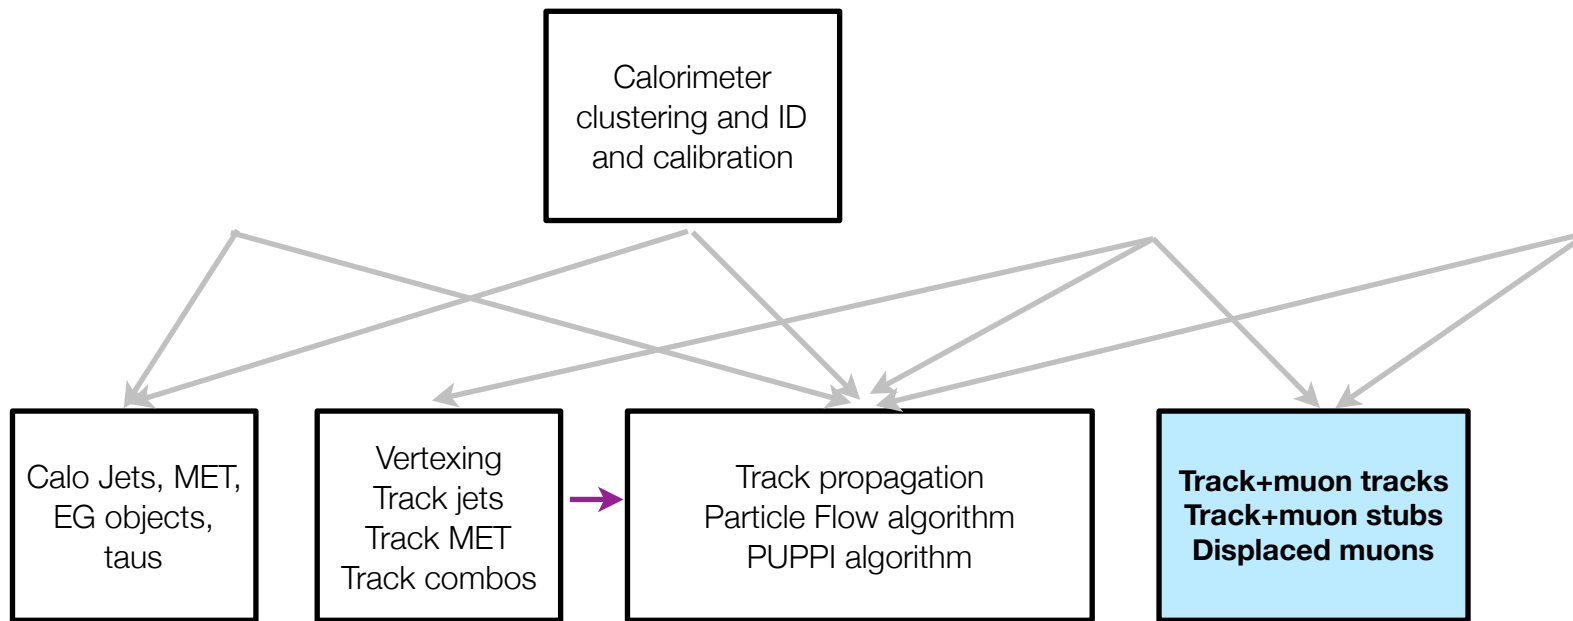 Calorimeter
clustering and ID
and calibration
Calo Jets, MET,
EG objects,
taus
Vertexing
Track jets
Track MET
Track combos
Track propagation
Particle Flow algorithm
PUPPI algorithm
Track+muon tracks
Track+muon stubs
Displaced muons